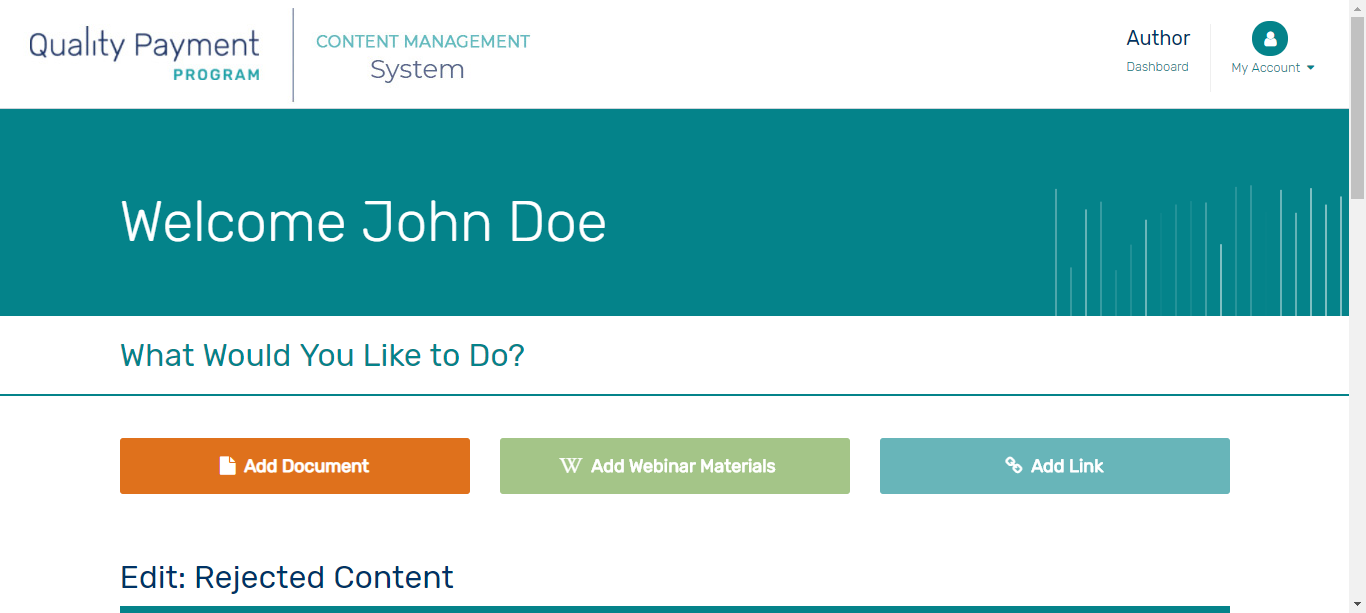 Quality Payment
PROGRAM
CONTENT MANAGEMENT
System
Author
Dashboard
My Account
Welcome John Doe
What Would You Like to Do?
Add Document
W Add Webinar Materials
Add Link
Edit: Rejected Content